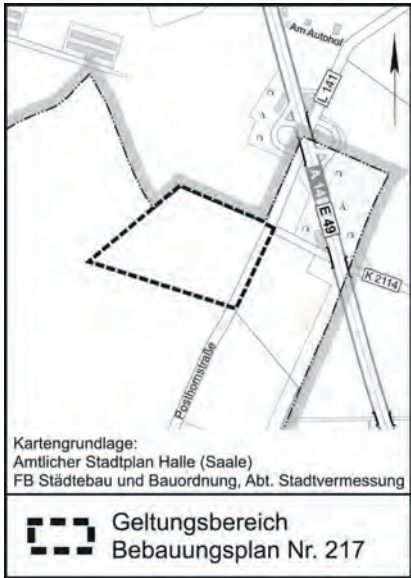 Am Autohof
L 141
A 14
E 49
K 2114
Posthornstraße
Kartengrundlage:
Amtlicher Stadtplan Halle (Saale)
FB Städtebau und Bauordnung, Abt. Stadtvermessung
Geltungsbereich
Bebauungsplan Nr. 217